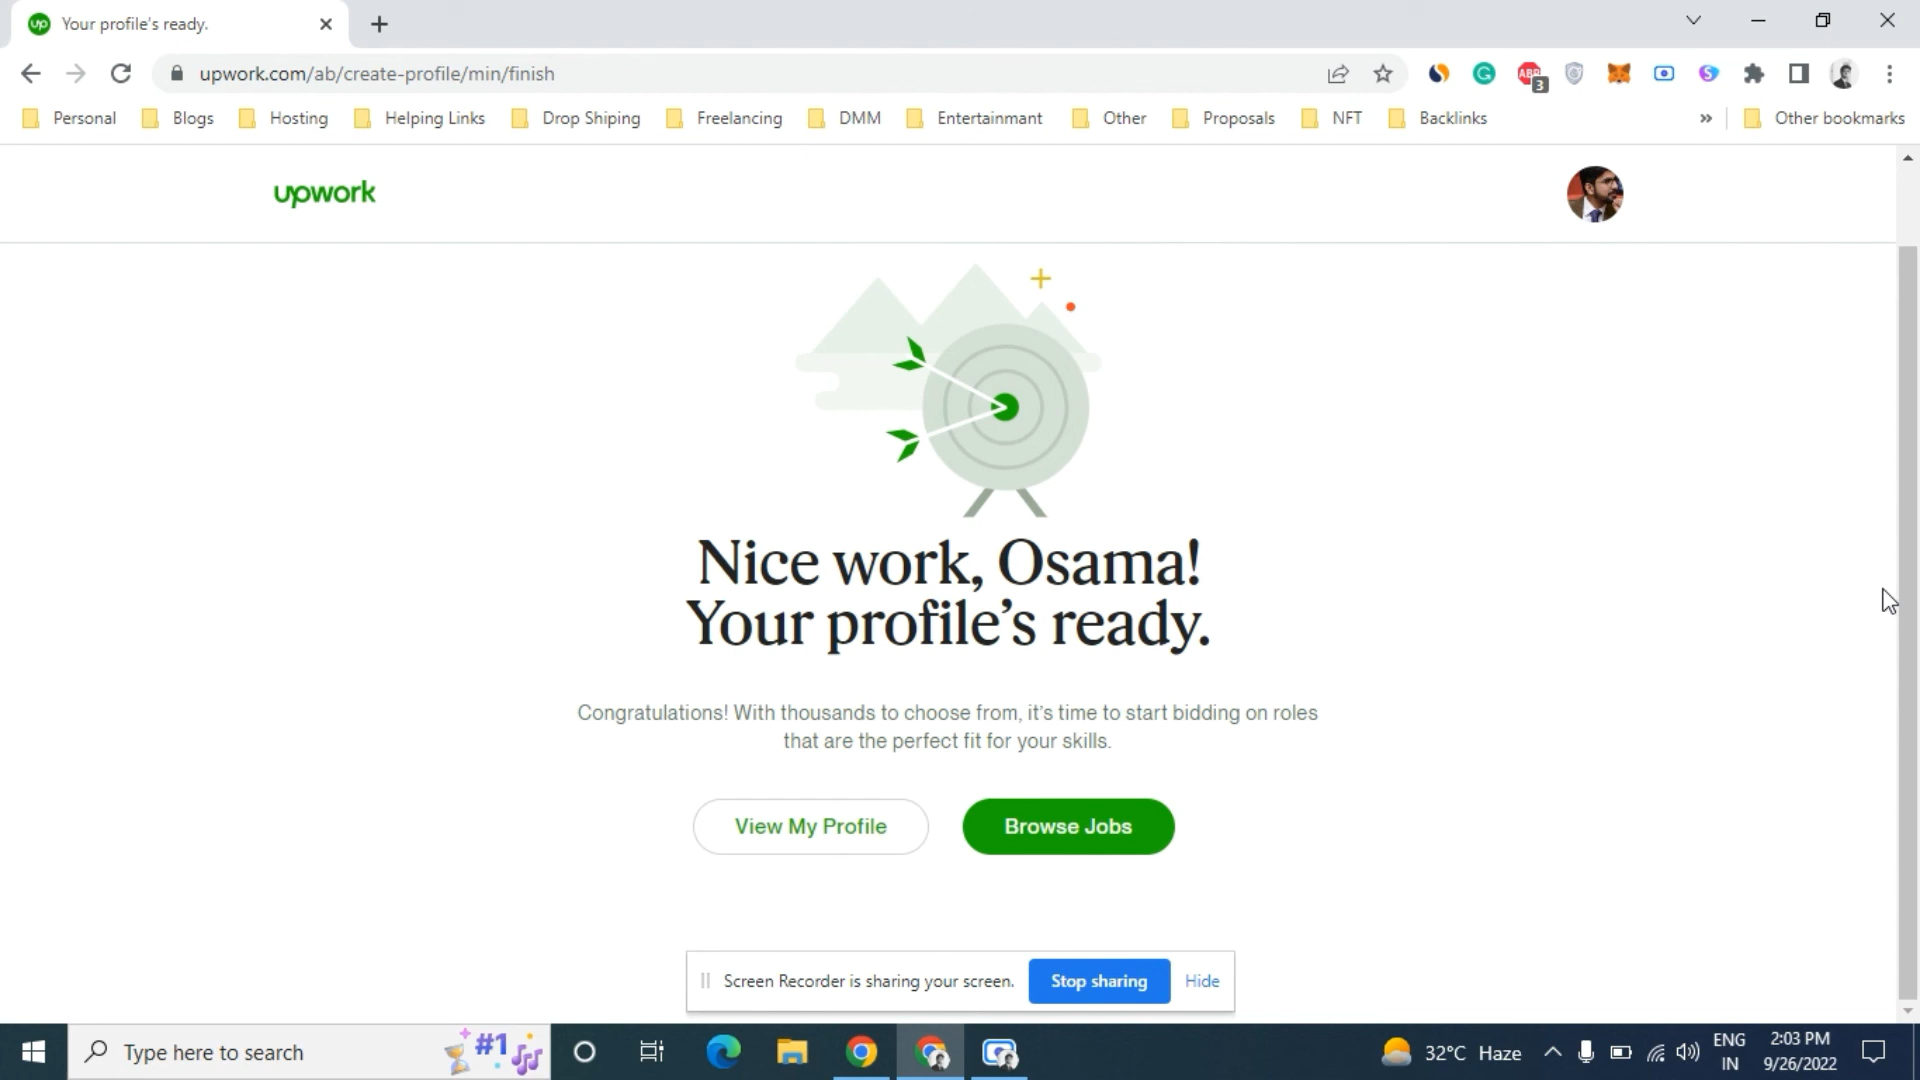 up Your profile's ready.
upwork.com/ab/create-profile/min/finish
ABP 3
Personal Blogs Hosting Helping Links Drop Shiping Freelancing DMM Entertainmant Other Proposals NFT Backlinks » Other bookmarks
upwork
Nice work, Osama!
Your profile’s ready.
Congratulations! With thousands to choose from, it’s time to start bidding on roles
that are the perfect fit for your skills.
View My Profile Browse Jobs
Screen Recorder is sharing your screen. Stop sharing Hide
Type here to search #1 32°C Haze ENG 2:03 PM
IN 9/26/2022